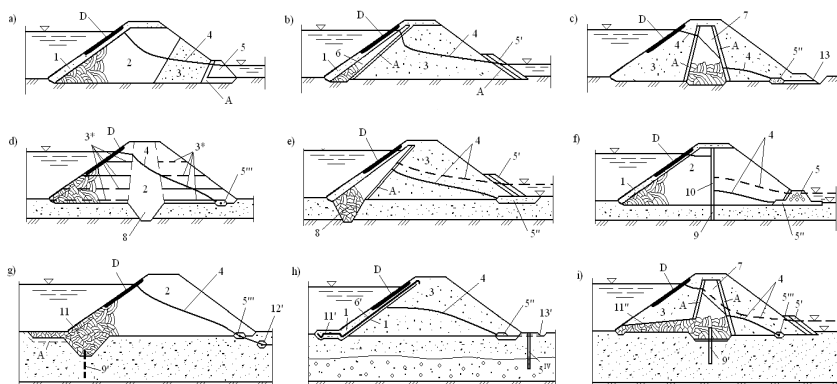 a) D 4 5 1 2 3 A
b) D 4 5' 1 6 A 3 A
c) D 7 4' A 5'' 3 A 4 13
d) 3* D 4 3* 5''' 2 8
e) D 3 4 5' A 8 5''
f) D 4 5 1 2 10 9 5''
g) D 4 5''' 12' 11 2 A 9'
h) D 6' 4 3 5'' 13' 11' 1 1 5IV
i) D 7 4 5''' 5' 11'' A A 3 9'